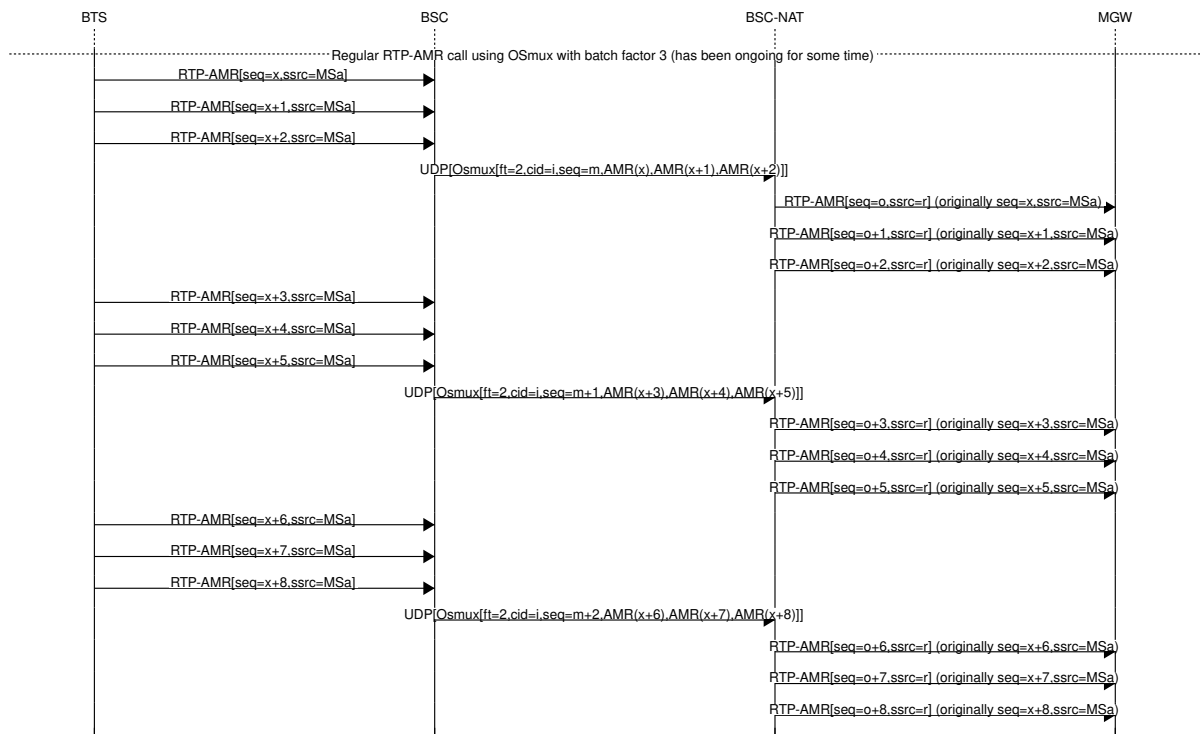 BTS BSC BSC-NAT MGW
Regular RTP-AMR call using OSmux with batch factor 3 (has been ongoing for some time)
RTP-AMR[seq=x,ssrc=MSa]
RTP-AMR[seq=x+1,ssrc=MSa]
RTP-AMR[seq=x+2,ssrc=MSa]
UDP[Osmux[ft=2,cid=i,seq=m,AMR(x),AMR(x+1),AMR(x+2)]]
RTP-AMR[seq=o,ssrc=r] (originally seq=x,ssrc=MSa)
RTP-AMR[seq=o+1,ssrc=r] (originally seq=x+1,ssrc=MSa)
RTP-AMR[seq=o+2,ssrc=r] (originally seq=x+2,ssrc=MSa)
RTP-AMR[seq=x+3,ssrc=MSa]
RTP-AMR[seq=x+4,ssrc=MSa]
RTP-AMR[seq=x+5,ssrc=MSa]
UDP[Osmux[ft=2,cid=i,seq=m+1,AMR(x+3),AMR(x+4),AMR(x+5)]]
RTP-AMR[seq=o+3,ssrc=r] (originally seq=x+3,ssrc=MSa)
RTP-AMR[seq=o+4,ssrc=r] (originally seq=x+4,ssrc=MSa)
RTP-AMR[seq=o+5,ssrc=r] (originally seq=x+5,ssrc=MSa)
RTP-AMR[seq=x+6,ssrc=MSa]
RTP-AMR[seq=x+7,ssrc=MSa]
RTP-AMR[seq=x+8,ssrc=MSa]
UDP[Osmux[ft=2,cid=i,seq=m+2,AMR(x+6),AMR(x+7),AMR(x+8)]]
RTP-AMR[seq=o+6,ssrc=r] (originally seq=x+6,ssrc=MSa)
RTP-AMR[seq=o+7,ssrc=r] (originally seq=x+7,ssrc=MSa)
RTP-AMR[seq=o+8,ssrc=r] (originally seq=x+8,ssrc=MSa)